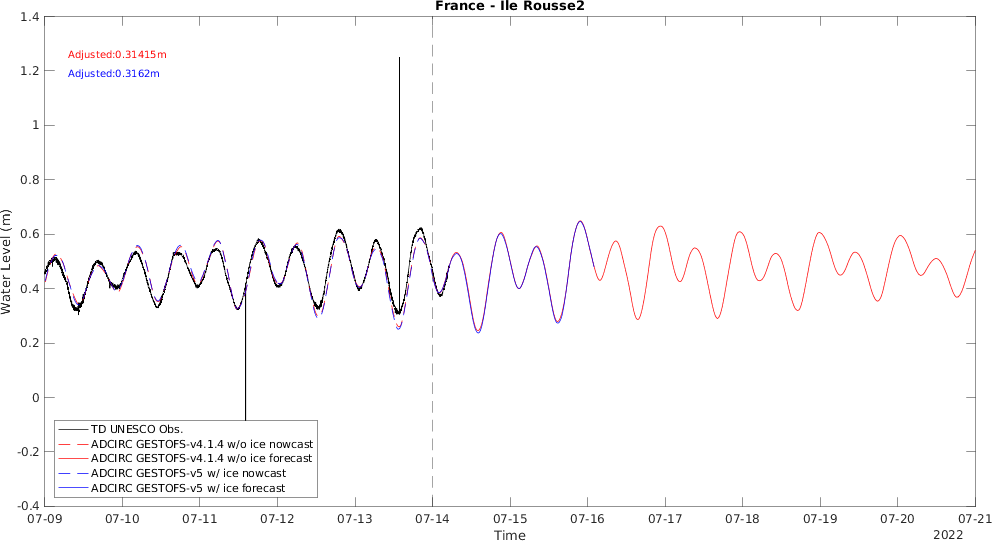 France - Ile Rousse2
1.4
1.2
1
0.8
0.6
0.4
0.2
0
-0.2
-0.4
Water Level (m)
Adjusted:0.31415m
Adjusted:0.3162m
TD UNESCO Obs.
ADCIRC GESTOFS-v4.1.4 w/o ice nowcast
ADCIRC GESTOFS-v4.1.4 w/o ice forecast
ADCIRC GESTOFS-v5 w/ ice nowcast
ADCIRC GESTOFS-v5 w/ ice forecast
07-09 07-10 07-11 07-12 07-13 07-14 07-15 07-16 07-17 07-18 07-19 07-20 07-21
Time
2022